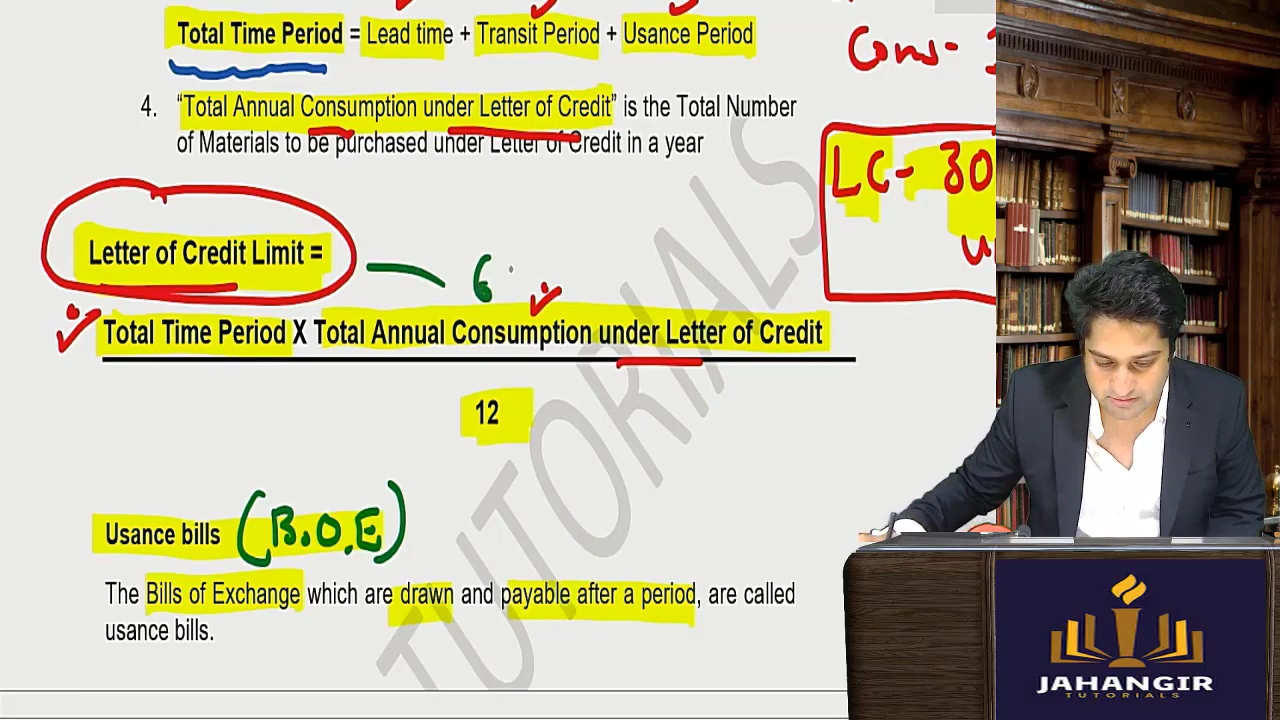 Total Time Period = Lead time + Transit Period + Usance Period
Cons-
4. "Total Annual Consumption under Letter of Credit" is the Total Number
of Materials to be purchased under Letter of Credit in a year
LC- 30
Letter of Credit Limit =
6
Total Time Period X Total Annual Consumption under Letter of Credit
12
Usance bills (B.O.E)
The Bills of Exchange which are drawn and payable after a period, are called
usance bills.
TUTORIALS
JAHANGIR
TUTORIALS